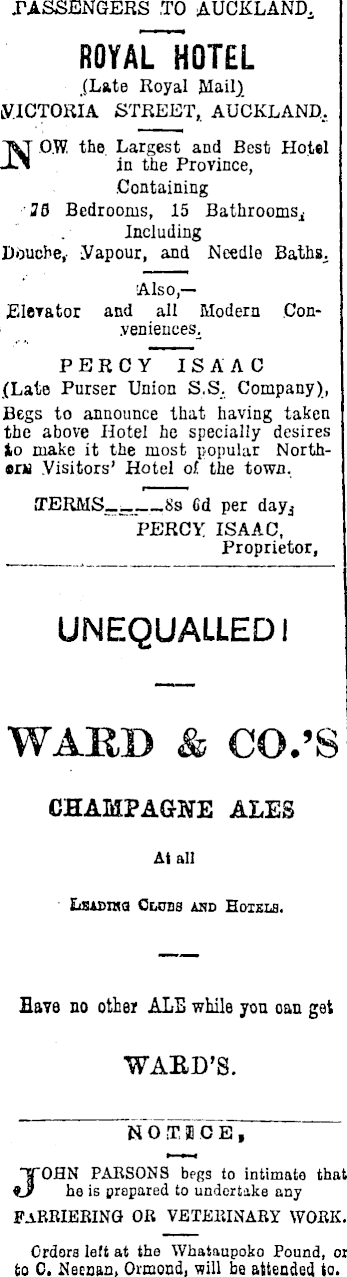 PASSENGERS TO AUCKLAND.
ROYAL HOTEL
(Late Royal Mail)
VICTORIA STREET, AUCKLAND.
NOW the Largest and Best Hotel
in the Province,
Containing
75 Bedrooms, 15 Bathrooms,
Including
Douche, Vapour, and Needle Baths.
Also,—
Elevator and all Modern Con-
veniences.
PERCY ISAAC
(Late Purser Union S.S. Company),
Begs to announce that having taken
the above Hotel he specially desires
to make it the most popular North-
ern Visitors' Hotel of the town.
TERMS____8s 6d per day,
PERCY ISAAC,
Proprietor,
UNEQUALLED!
WARD & CO.'S
CHAMPAGNE ALES
At all
LEADING CLUBS AND HOTELS.
Have no other ALE while you can get
WARD'S.
NOTICE,
JOHN PARSONS begs to intimate that
he is prepared to undertake any
FARRIERING OR VETERINARY WORK.
Orders left at the Whataupoko Pound, or
to C. Neenan, Ormond, will be attended to.